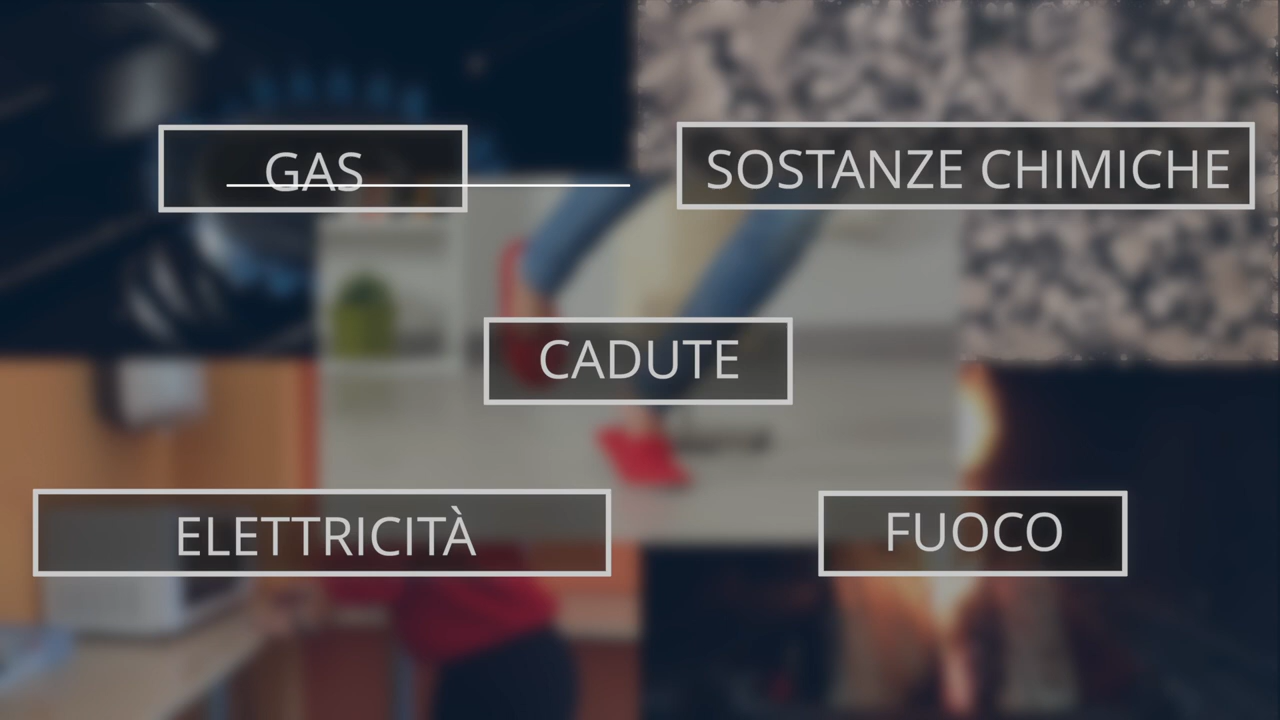 GAS
SOSTANZE CHIMICHE
CADUTE
ELETTRICITÀ
FUOCO